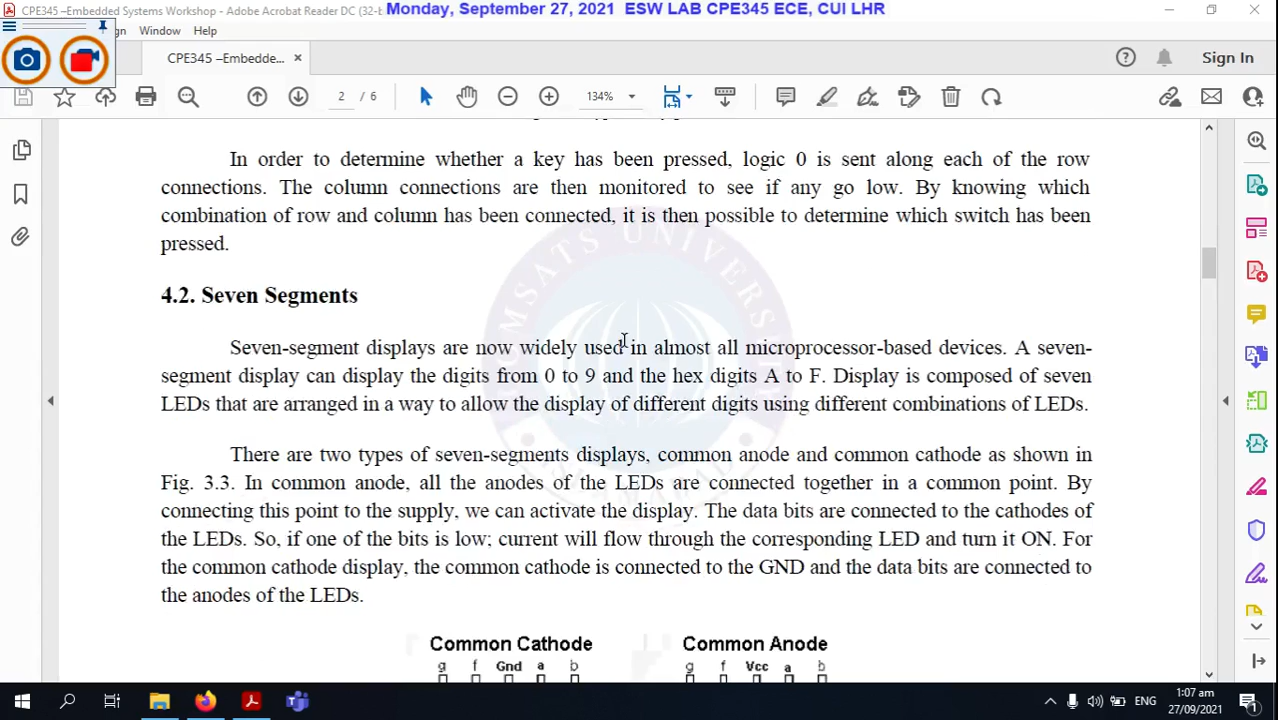 CPE345 –Embedded Systems Workshop - Adobe Acrobat Reader DC (32-b
Monday, September 27, 2021 ESW LAB CPE345 ECE, CUI LHR
Window Help
CPE345 –Embedde...
Sign In
2 / 6
134%
In order to determine whether a key has been pressed, logic 0 is sent along each of the row
connections. The column connections are then monitored to see if any go low. By knowing which
combination of row and column has been connected, it is then possible to determine which switch has been
pressed.
4.2. Seven Segments
Seven-segment displays are now widely used in almost all microprocessor-based devices. A seven-
segment display can display the digits from 0 to 9 and the hex digits A to F. Display is composed of seven
LEDs that are arranged in a way to allow the display of different digits using different combinations of LEDs.
There are two types of seven-segments displays, common anode and common cathode as shown in
Fig. 3.3. In common anode, all the anodes of the LEDs are connected together in a common point. By
connecting this point to the supply, we can activate the display. The data bits are connected to the cathodes of
the LEDs. So, if one of the bits is low; current will flow through the corresponding LED and turn it ON. For
the common cathode display, the common cathode is connected to the GND and the data bits are connected to
the anodes of the LEDs.
Common Cathode Common Anode
g f Gnd a b g f Vcc a b
ENG
1:07 am
27/09/2021